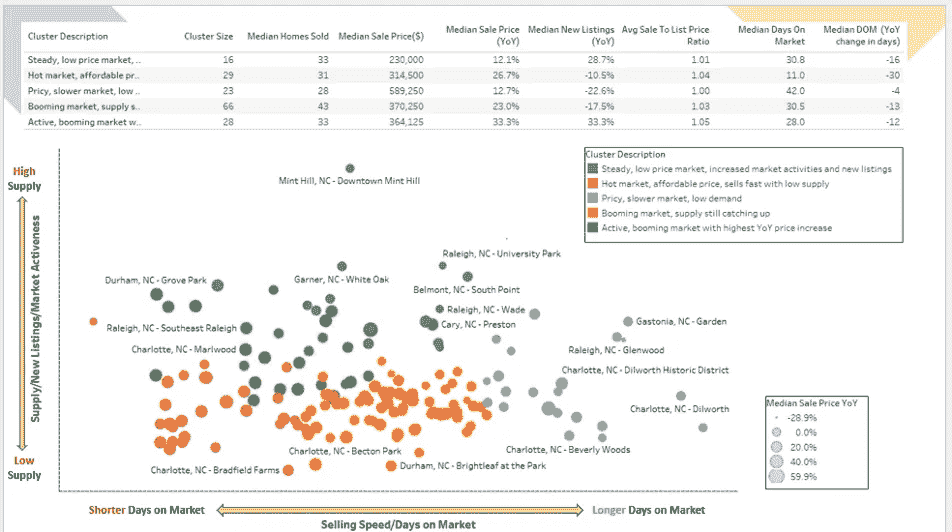 Cluster Description Cluster Size Median Homes Sold Median Sale Price($) Median Sale Price (YoY) Median New Listings (YoY) Avg Sale To List Price Ratio Median Days On Market Median DOM (YoY change in days)
Steady, low price market, .. 16 33 230,000 12.1% 28.7% 1.01 30.8 -16
Hot market, affordable pr.. 29 31 314,500 26.7% -10.5% 1.04 11.0 -30
Pricy, slower market, low .. 23 28 589,250 12.7% -22.6% 1.00 42.0 -4
Booming market, supply s.. 66 43 370,250 23.0% -17.5% 1.03 30.5 -13
Active, booming market w.. 28 33 364,125 33.3% 33.3% 1.05 28.0 -12
High
Supply
Supply/New Listings/Market Activeness
Low
Supply
Cluster Description
Steady, low price market, increased market activities and new listings
Hot market, affordable price, sells fast with low supply
Pricy, slower market, low demand
Booming market, supply still catching up
Active, booming market with highest YoY price increase
Mint Hill, NC - Downtown Mint Hill
Raleigh, NC - University Park
Durham, NC - Grove Park
Garner, NC - White Oak
Belmont, NC - South Point
Raleigh, NC - Wade
Raleigh, NC - Southeast Raleigh
Cary, NC - Preston
Gastonia, NC - Garden
Charlotte, NC - Marlwood
Raleigh, NC - Glenwood
Charlotte, NC - Dilworth Historic District
Charlotte, NC - Dilworth
Charlotte, NC - Becton Park
Charlotte, NC - Beverly Woods
Charlotte, NC - Bradfield Farms
Durham, NC - Brightleaf at the Park
Median Sale Price YoY
-28.9%
0.0%
20.0%
40.0%
59.9%
Shorter Days on Market
Longer Days on Market
Selling Speed/Days on Market